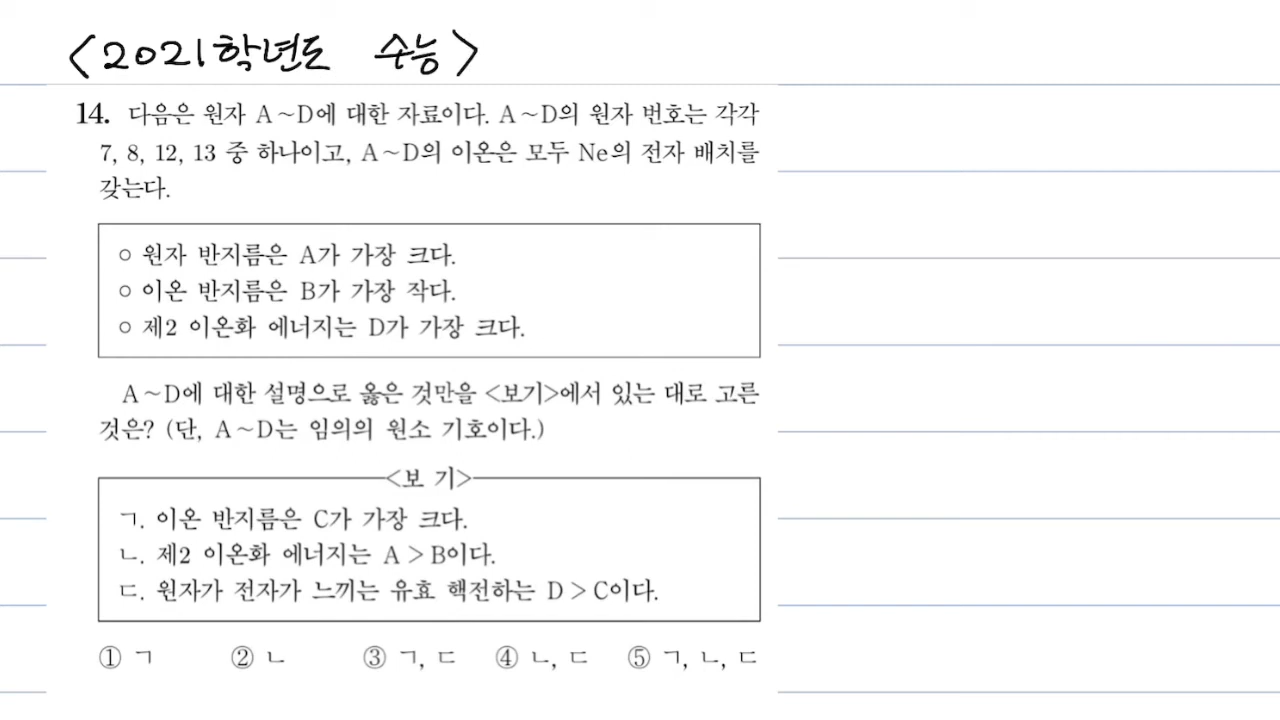 <2021학년도 수능>
14. 다음은 원자 A~D에 대한 자료이다. A~D의 원자 번호는 각각
7, 8, 12, 13 중 하나이고, A~D의 이온은 모두 Ne의 전자 배치를
갖는다.
○ 원자 반지름은 A가 가장 크다.
○ 이온 반지름은 B가 가장 작다.
○ 제2 이온화 에너지는 D가 가장 크다.
A~D에 대한 설명으로 옳은 것만을 <보기>에서 있는 대로 고른
것은? (단, A~D는 임의의 원소 기호이다.)
<보 기>
ㄱ. 이온 반지름은 C가 가장 크다.
ㄴ. 제2 이온화 에너지는 A > B이다.
ㄷ. 원자가 전자가 느끼는 유효 핵전하는 D > C이다.
① ㄱ ② ㄴ ③ ㄱ, ㄷ ④ ㄴ, ㄷ ⑤ ㄱ, ㄴ, ㄷ